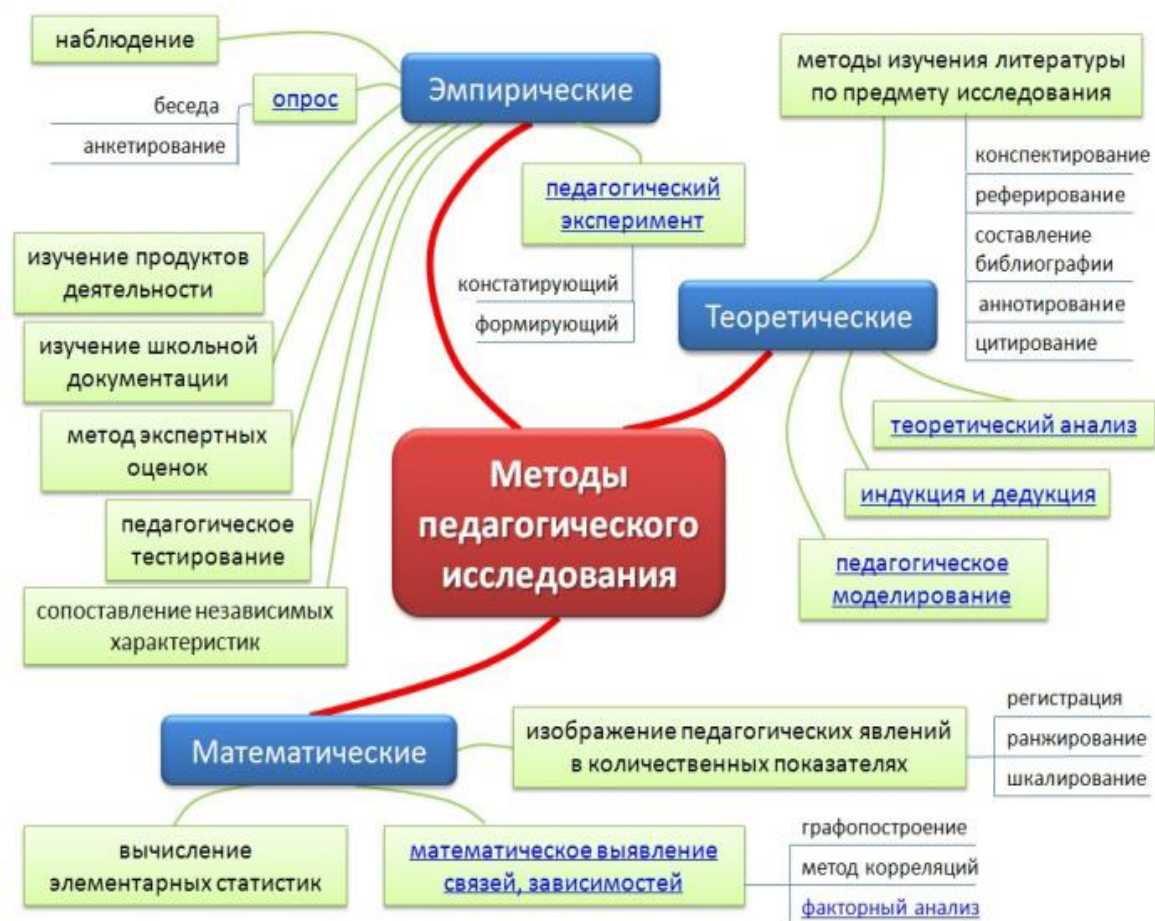 наблюдение
Эмпирические
опрос
беседа
анкетирование
педагогический
эксперимент
констатирующий
формирующий
изучение продуктов
деятельности
изучение школьной
документации
метод экспертных
оценок
педагогическое
тестирование
сопоставление независимых
характеристик
методы изучения литературы
по предмету исследования
конспектирование
реферирование
составление
библиографии
аннотирование
цитирование
Теоретические
теоретический анализ
индукция и дедукция
педагогическое
моделирование
Методы
педагогического
исследования
Математические
изображение педагогических явлений
в количественных показателях
регистрация
ранжирование
шкалирование
вычисление
элементарных статистик
математическое выявление
связей, зависимостей
графопостроение
метод корреляций
факторный анализ